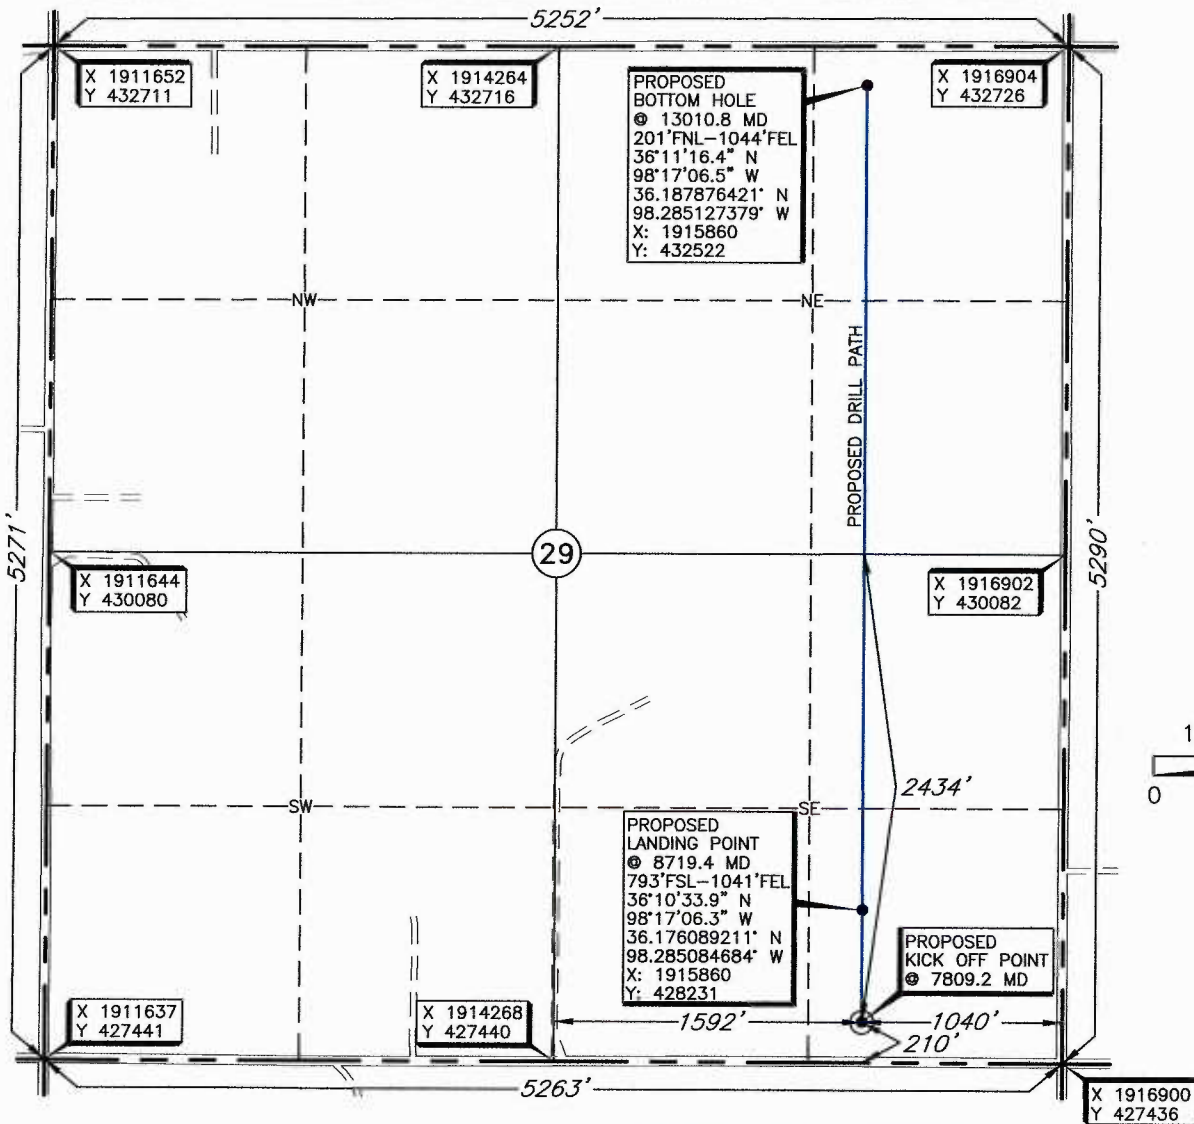 5252'
X 1911652
Y 432711
X 1914264
Y 432716
PROPOSED
BOTTOM HOLE
@ 13010.8 MD
201'FNL-1044'FEL
36°11'16.4" N
98°17'06.5" W
36.187876421° N
98.285127379° W
X: 1915860
Y: 432522
X 1916904
Y 432726
NW
NE
PROPOSED DRILL PATH
5271'
29
5290'
X 1911644
Y 430080
X 1916902
Y 430082
1
0
2434'
SW
SE
PROPOSED
LANDING POINT
@ 8719.4 MD
793'FSL-1041'FEL
36°10'33.9" N
98°17'06.3" W
36.176089211° N
98.285084684° W
X: 1915860
Y: 428231
PROPOSED
KICK OFF POINT
@ 7809.2 MD
X 1911637
Y 427441
X 1914268
Y 427440
1592'
1040'
210'
5263'
X 1916900
Y 427436